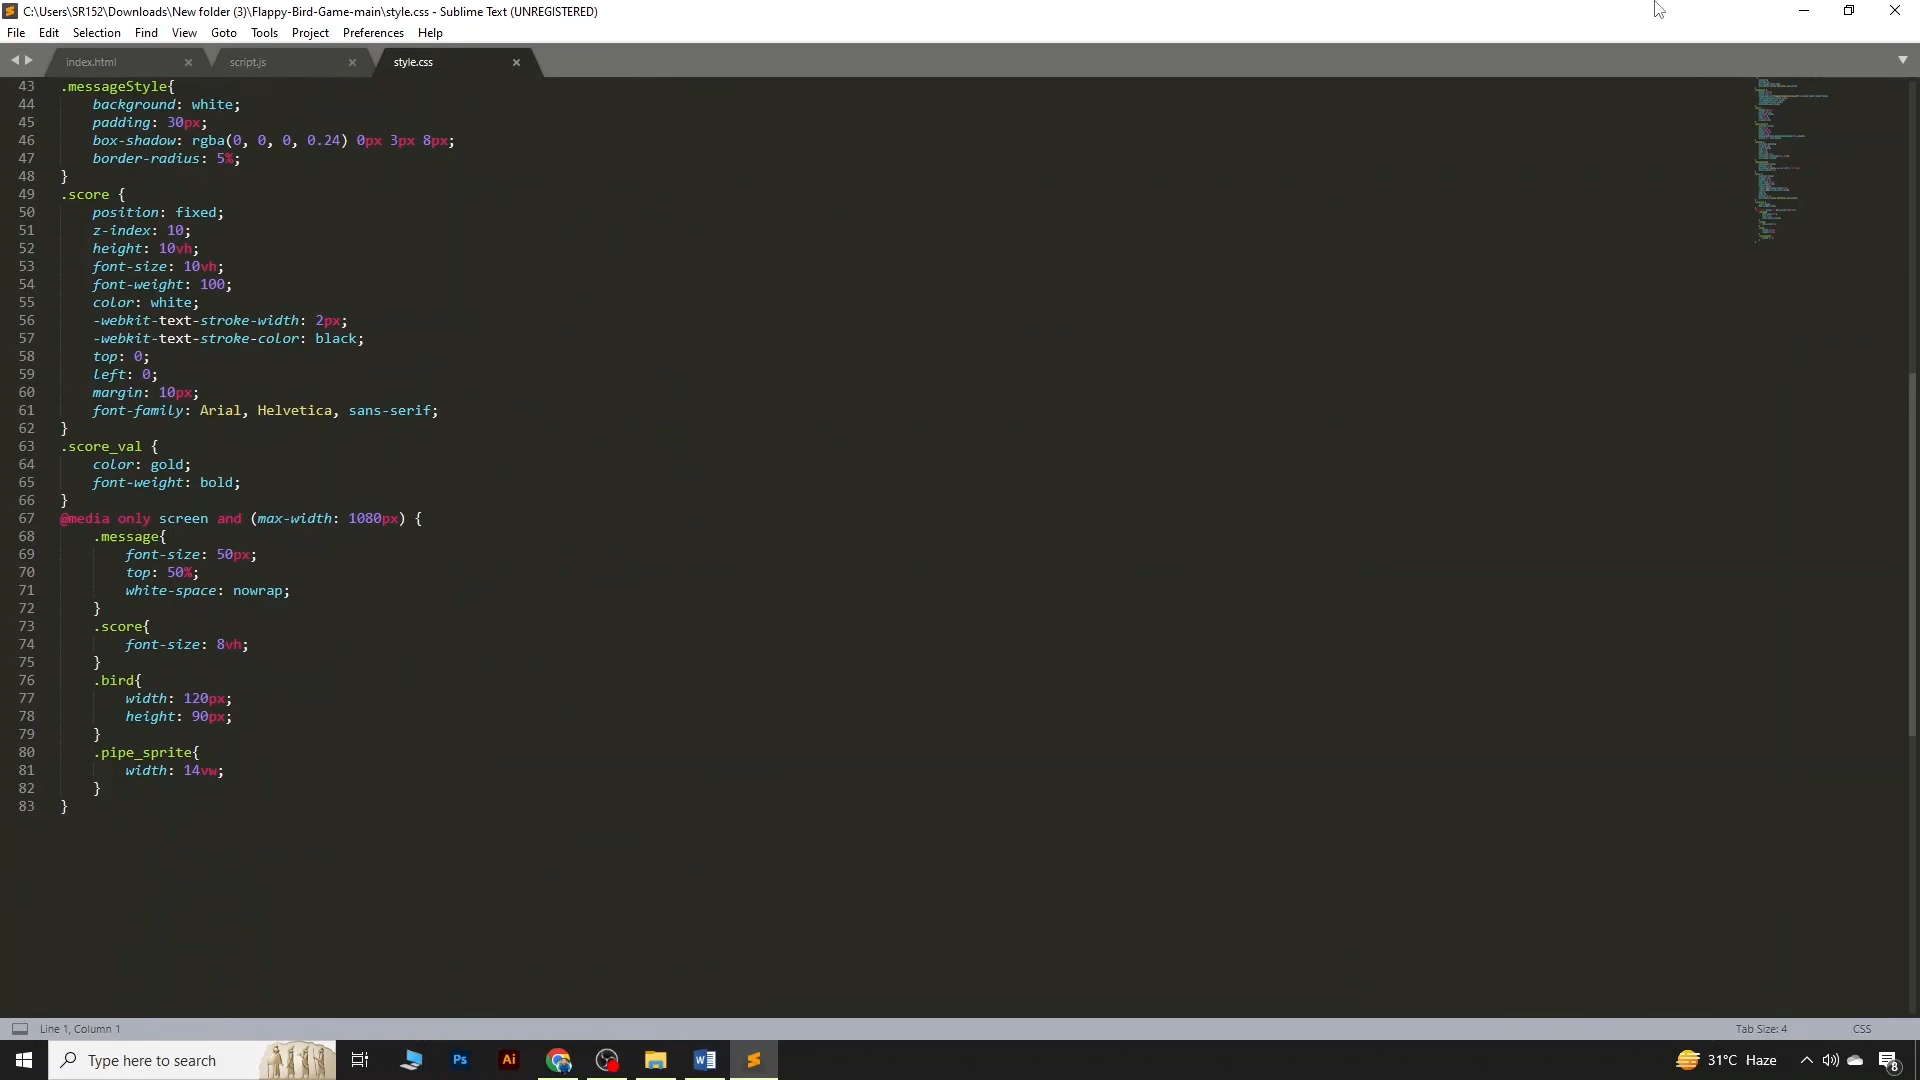 C:\Users\SR152\Downloads\New folder (3)\Flappy-Bird-Game-main\style.css - Sublime Text (UNREGISTERED)
File Edit Selection Find View Goto Tools Project Preferences Help
index.html script.js style.css
43 .messageStyle{
44 background: white;
45 padding: 30px;
46 box-shadow: rgba(0, 0, 0, 0.24) 0px 3px 8px;
47 border-radius: 5%;
48 }
49 .score {
50 position: fixed;
51 z-index: 10;
52 height: 10vh;
53 font-size: 10vh;
54 font-weight: 100;
55 color: white;
56 -webkit-text-stroke-width: 2px;
57 -webkit-text-stroke-color: black;
58 top: 0;
59 left: 0;
60 margin: 10px;
61 font-family: Arial, Helvetica, sans-serif;
62 }
63 .score_val {
64 color: gold;
65 font-weight: bold;
66 }
67 @media only screen and (max-width: 1080px) {
68 .message{
69 font-size: 50px;
70 top: 50%;
71 white-space: nowrap;
72 }
73 .score{
74 font-size: 8vh;
75 }
76 .bird{
77 width: 120px;
78 height: 90px;
79 }
80 .pipe_sprite{
81 width: 14vw;
82 }
83 }
Line 1, Column 1 Tab Size: 4 CSS
Type here to search Ps Ai 31°C Haze 8